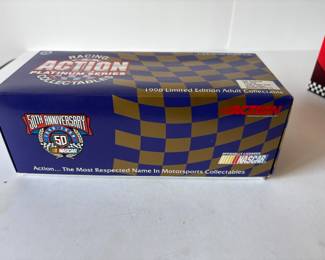 RACING
ACTION
PLATINUM SERIES
COLLECTABLES
1998 Limited Edition Adult Collectable
ACTION
50TH ANNIVERSARY
50
NASCAR
OFFICIALLY LICENSED
NASCAR
Action... The Most Respected Name In Motorsports Collectables